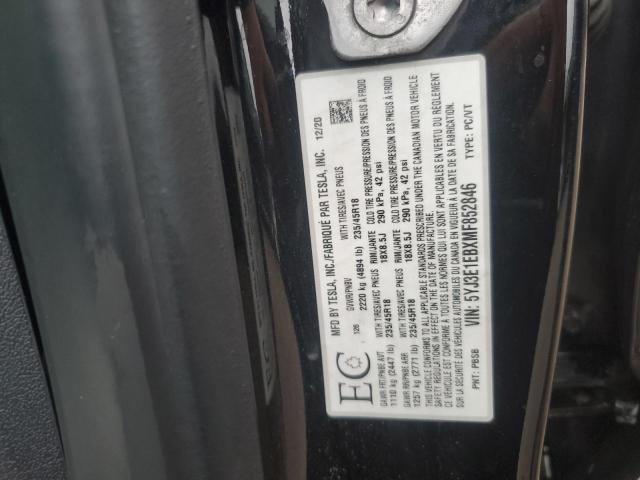 MFD BY TESLA, INC./FABRIQUÉ PAR TESLA, INC. 12/20
EC
126
GVWR/PNBV WITH TIRES/AVEC PNEUS
2220 kg (4894 lb) 235/45R18
GAWR FRT/PNBE AVT WITH TIRES/AVEC PNEUS RIM/JANTE COLD TIRE PRESSURE/PRESSION DES PNEUS À FROID
1110 kg (2447 lb) 235/45R18 18X8.5J 290 kPa, 42 psi
GAWR RR/PNBE ARR WITH TIRES/AVEC PNEUS RIM/JANTE COLD TIRE PRESSURE/PRESSION DES PNEUS À FROID
1257 kg (2771 lb) 235/45R18 18X8.5J 290 kPa, 42 psi
THIS VEHICLE CONFORMS TO ALL APPLICABLE STANDARDS PRESCRIBED UNDER THE CANADIAN MOTOR VEHICLE
SAFETY REGULATIONS IN EFFECT ON THE DATE OF MANUFACTURE.
CE VÉHICULE EST CONFORME À TOUTES LES NORMES QUI LUI SONT APPLICABLES EN VERTU DU RÈGLEMENT
SUR LA SÉCURITÉ DES VÉHICULES AUTOMOBILES DU CANADA EN VIGUEUR À LA DATE DE SA FABRICATION.
PNT: PBSB VIN: 5YJ3E1EBXMF852846 TYPE: PC/VT